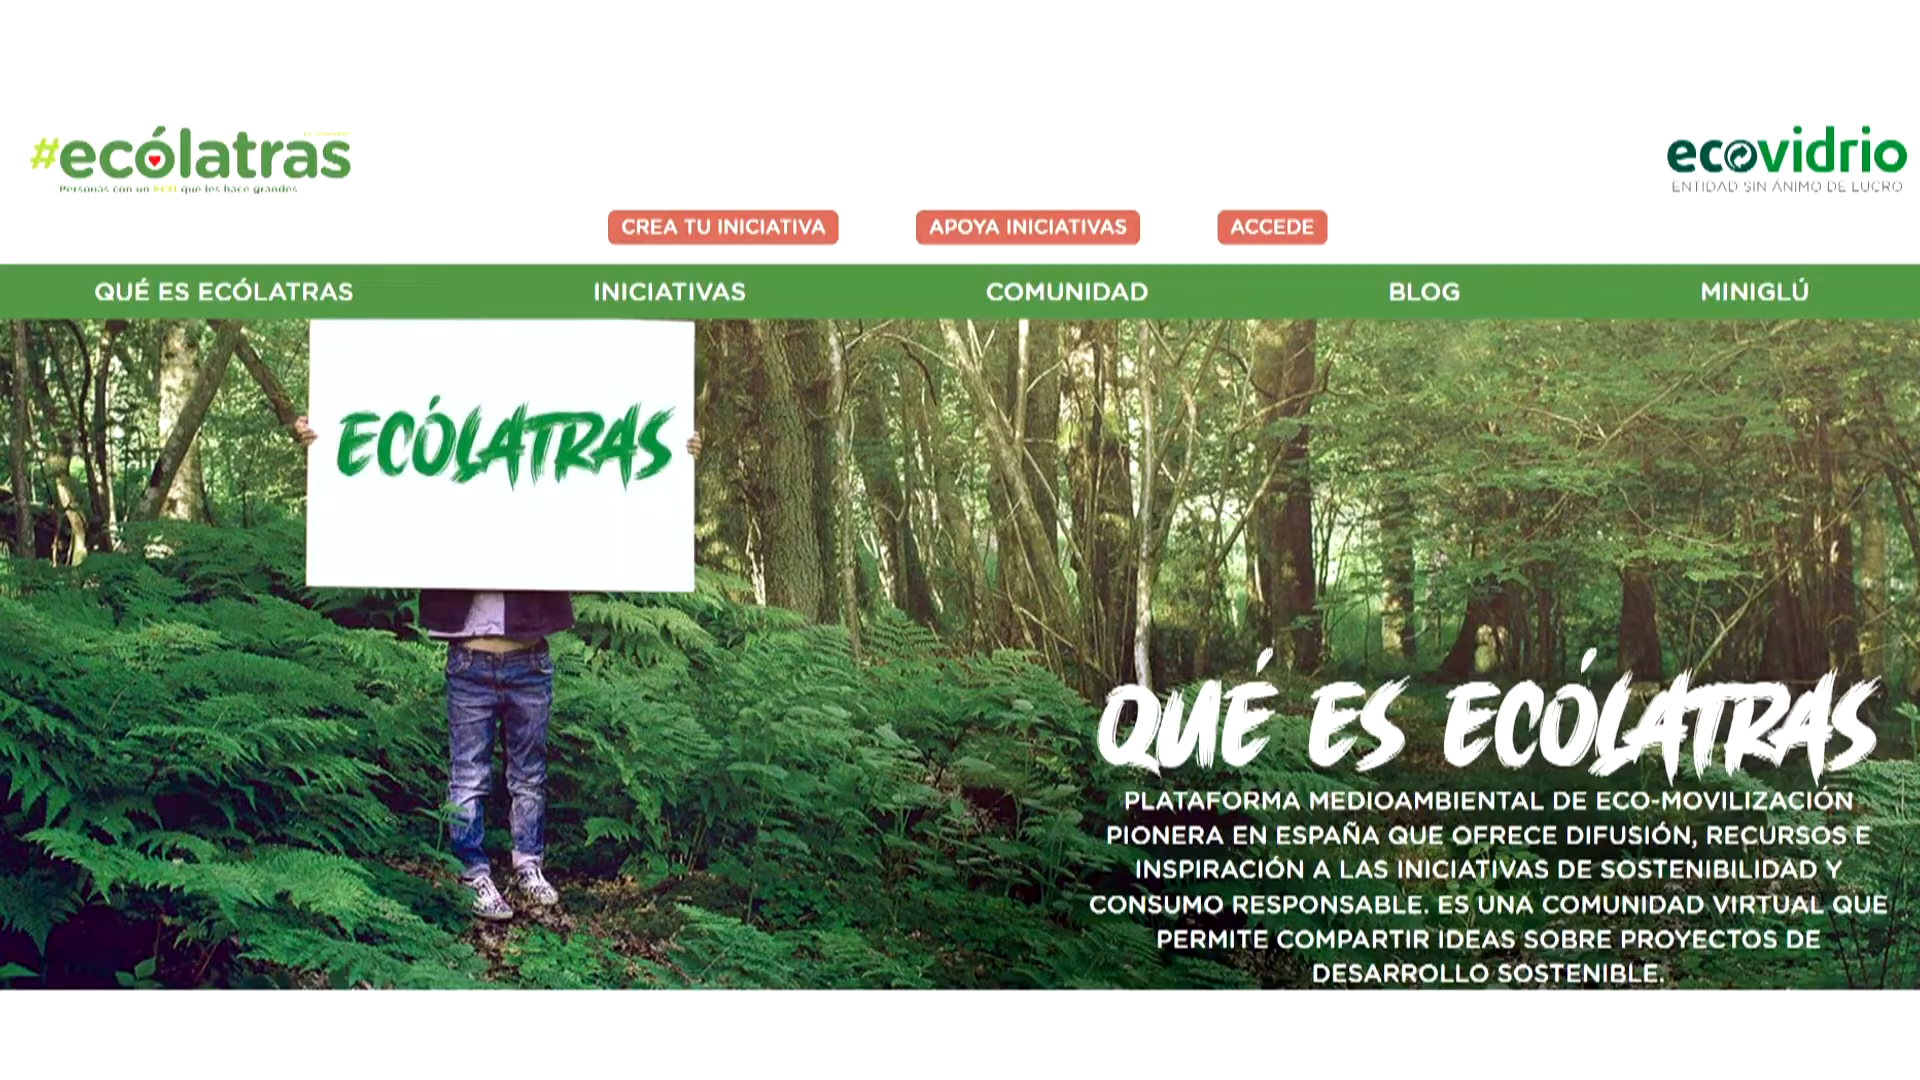 #ecólatras
Personas con un ECO que les hace grandes
ecovidrio
ENTIDAD SIN ÁNIMO DE LUCRO
CREA TU INICIATIVA
APOYA INICIATIVAS
ACCEDE
QUÉ ES ECÓLATRAS
INICIATIVAS
COMUNIDAD
BLOG
MINIGLÚ
ECÓLATRAS
QUÉ ES ECÓLATRAS
PLATAFORMA MEDIOAMBIENTAL DE ECO-MOVILIZACIÓN
PIONERA EN ESPAÑA QUE OFRECE DIFUSIÓN, RECURSOS E
INSPIRACIÓN A LAS INICIATIVAS DE SOSTENIBILIDAD Y
CONSUMO RESPONSABLE. ES UNA COMUNIDAD VIRTUAL QUE
PERMITE COMPARTIR IDEAS SOBRE PROYECTOS DE
DESARROLLO SOSTENIBLE.